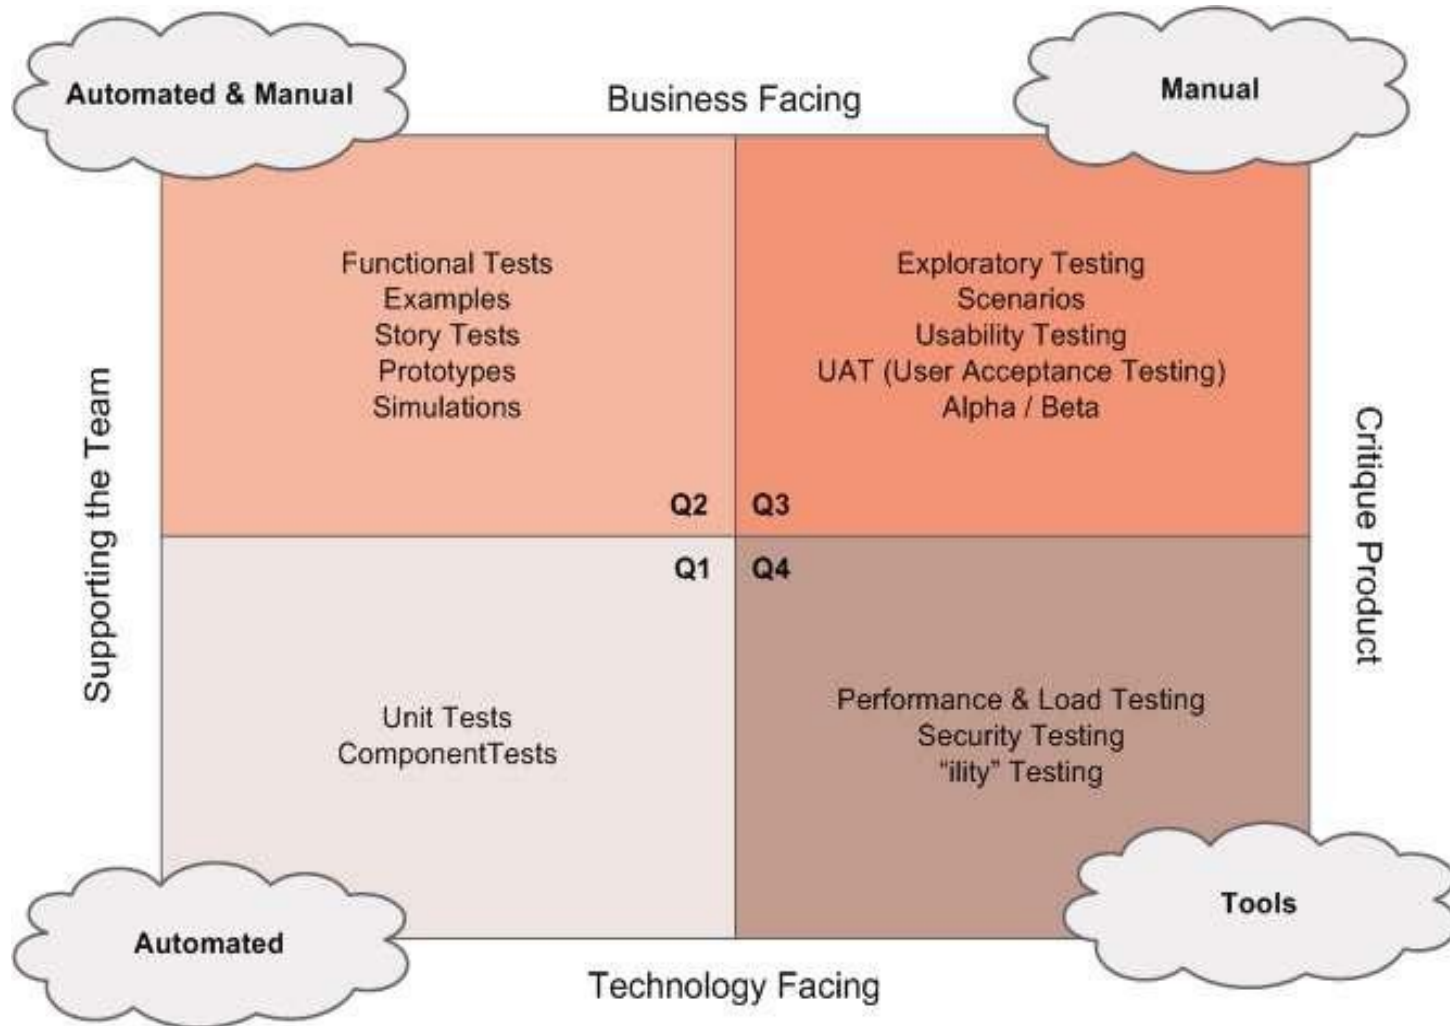 Automated & Manual
Business Facing
Manual
Functional Tests
Examples
Story Tests
Prototypes
Simulations
Q2
Exploratory Testing
Scenarios
Usability Testing
UAT (User Acceptance Testing)
Alpha / Beta
Q3
Supporting the Team
Critique Product
Q1
Unit Tests
ComponentTests
Q4
Performance & Load Testing
Security Testing
“ility” Testing
Automated
Technology Facing
Tools